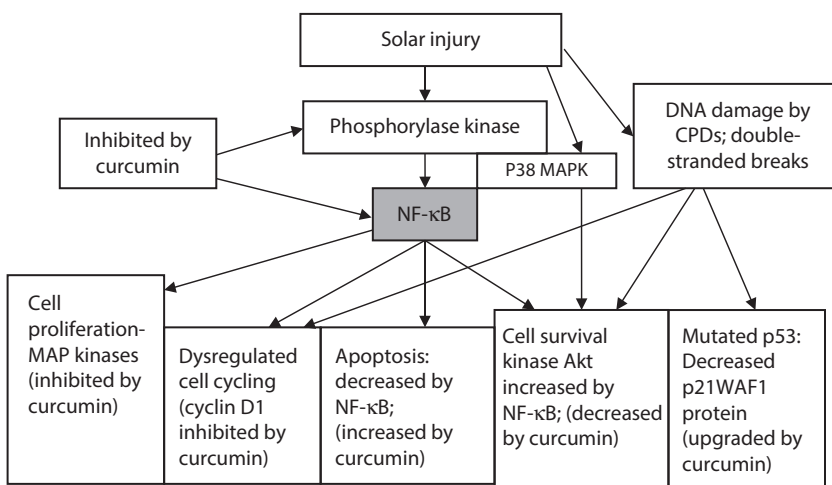 Solar injury
Phosphorylase kinase
DNA damage by
CPDs; double-
stranded breaks
Inhibited by
curcumin
P38 MAPK
NF-κB
Cell
proliferation-
MAP kinases
(inhibited by
curcumin)
Dysregulated
cell cycling
(cyclin D1
inhibited by
curcumin)
Apoptosis:
decreased by
NF-κB;
(increased by
curcumin)
Cell survival
kinase Akt
increased by
NF-κB; (decreased
by curcumin)
Mutated p53:
Decreased
p21WAF1
protein
(upgraded by
curcumin)